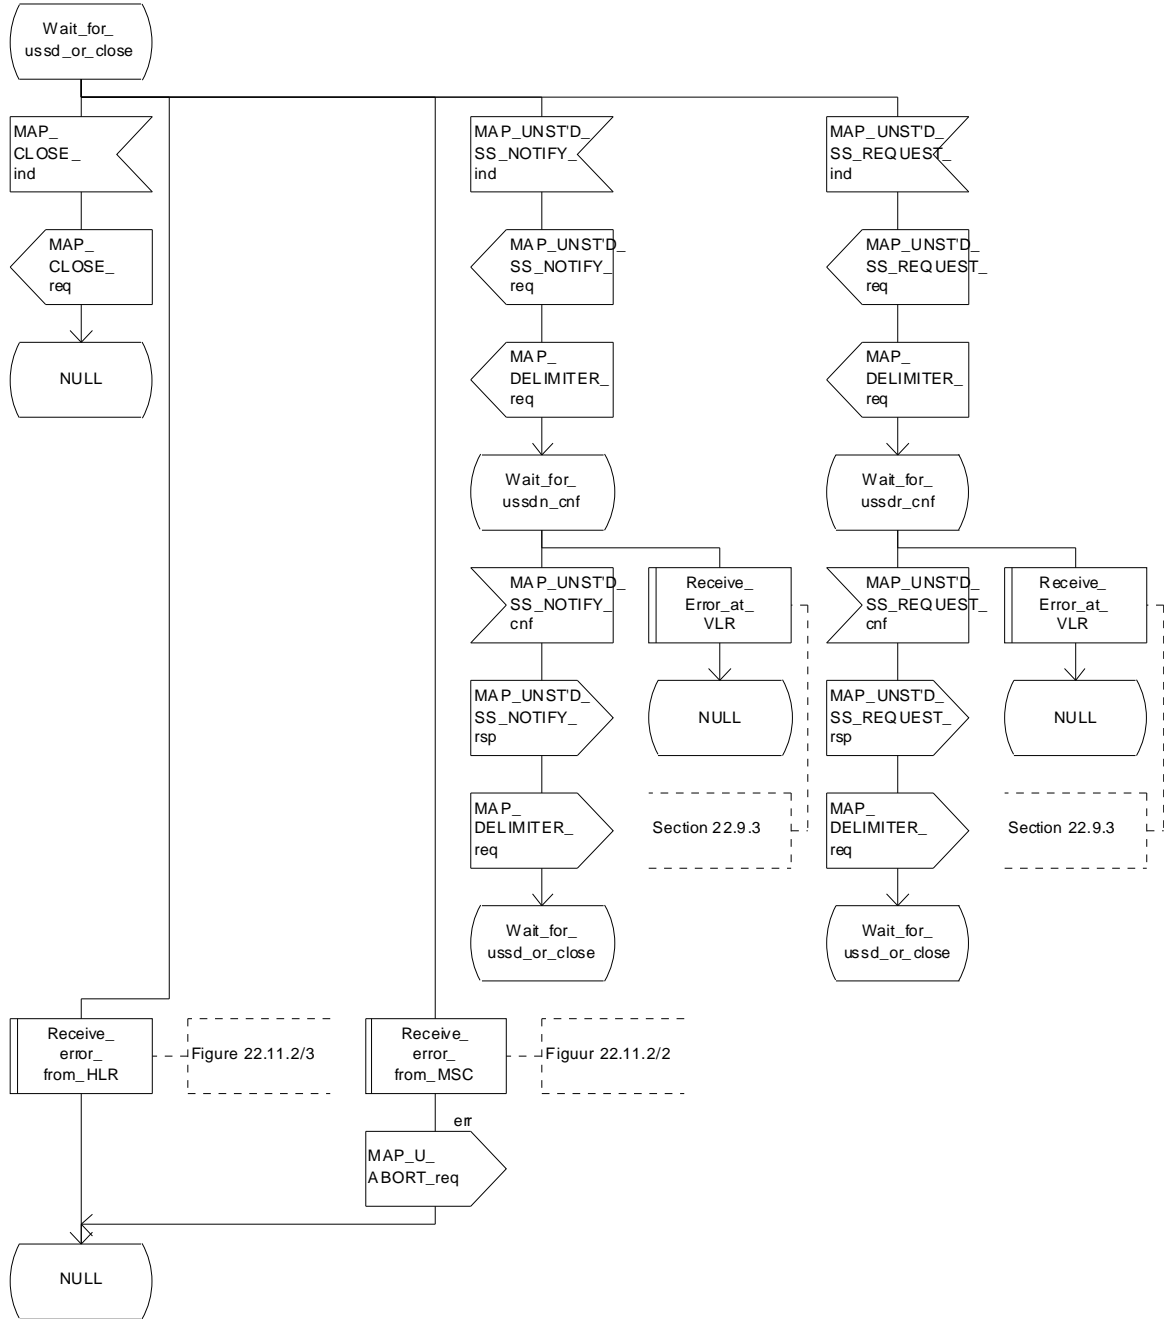 Wait_for_
ussd_or_close
MAP_
CLOSE_
ind
MAP_UNST'D_
SS_NOTIFY_
ind
MAP_UNST'D_
SS_REQUEST_
ind
MAP_
CLOSE_
req
MAP_UNST'D_
SS_NOTIFY_
req
MAP_UNST'D_
SS_REQUEST_
req
NULL
MAP_
DELIMITER_
req
MAP_
DELIMITER_
req
Wait_for_
ussdn_cnf
Wait_for_
ussdr_cnf
MAP_UNST'D_
SS_NOTIFY_
cnf
Receive_
Error_at_
VLR
MAP_UNST'D_
SS_REQUEST_
cnf
Receive_
Error_at_
VLR
MAP_UNST'D_
SS_NOTIFY_
rsp
NULL
MAP_UNST'D_
SS_REQUEST_
rsp
NULL
MAP_
DELIMITER_
req
Section 22.9.3
MAP_
DELIMITER_
req
Section 22.9.3
Wait_for_
ussd_or_close
Wait_for_
ussd_or_close
Receive_
error_
from_HLR
Figure 22.11.2/3
Receive_
error_
from_MSC
Figuur 22.11.2/2
err
MAP_U_
ABORT_req
NULL